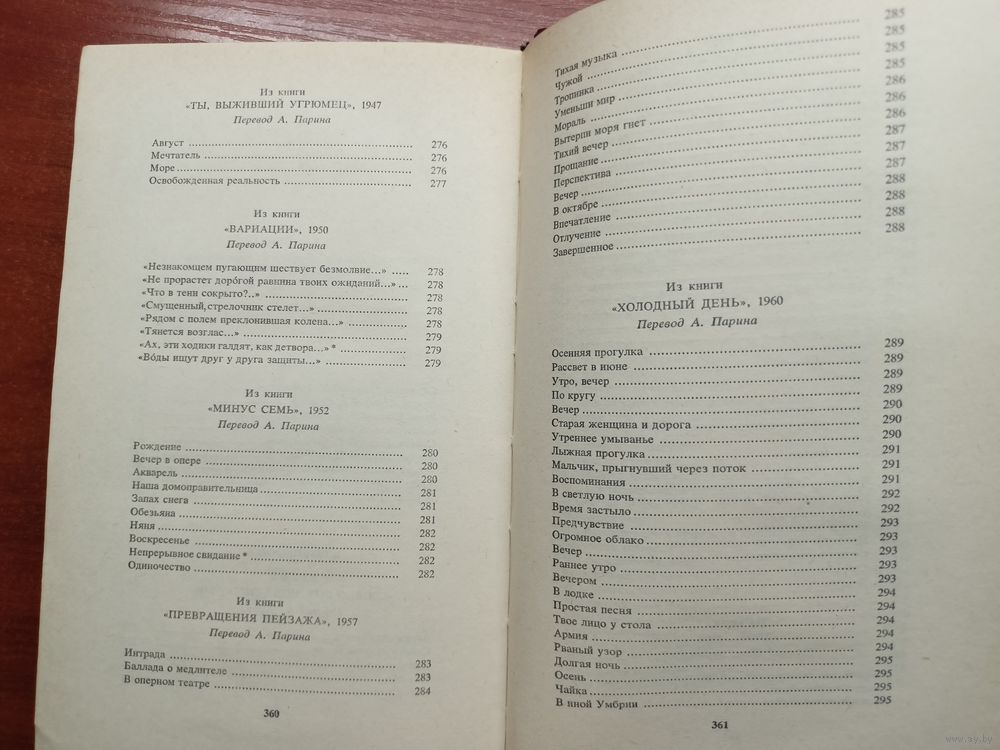 Из книги
«ТЫ, ВЫЖИВШИЙ УГРЮМЕЦ», 1947
Перевод А. Парина
Август ........ 276
Мечтатель ........ 276
Море ........ 276
Освобожденная реальность ........ 277
Из книги
«ВАРИАЦИИ», 1950
Перевод А. Парина
«Незнакомцем пугающим шествует безмолвие...» ..... 278
«Не прорастет доро́гой равнина твоих ожиданий...» ... 278
«Что в тени сокрыто?..» ........ 278
«Смущенный, стрелочник стелет...» ........ 278
«Рядом с полем преклонившая колена...» ........ 278
«Тянется возглас...» ........ 279
«Ах, эти ходики галдят, как детвора...» * ........ 279
«Во́ды ищут друг у друга защиты...» ........ 279
Из книги
«МИНУС СЕМЬ», 1952
Перевод А. Парина
Рождение ........ 280
Вечер в опере ........ 280
Акварель ........ 280
Наша домоправительница ........ 281
Запах снега ........ 281
Обезьяна ........ 281
Няня ........ 282
Воскресенье ........ 282
Непрерывное свидание * ........ 282
Одиночество ........ 282
Из книги
«ПРЕВРАЩЕНИЯ ПЕЙЗАЖА», 1957
Перевод А. Парина
Интрада ........ 283
Баллада о медлителе ........ 283
В оперном театре ........ 284
360
Тихая музыка ........ 285
Чужой ........ 285
Тропинка ........ 285
Уменьши мир ........ 285
Мораль ........ 286
Вытерпи моря гнет ........ 286
Тихий вечер ........ 286
Прощание ........ 287
Перспектива ........ 287
Вечер ........ 287
В октябре ........ 288
Впечатление ........ 288
Отлучение ........ 288
Завершенное ........ 288
Из книги
«ХОЛОДНЫЙ ДЕНЬ», 1960
Перевод А. Парина
Осенняя прогулка ........ 289
Рассвет в июне ........ 289
Утро, вечер ........ 289
По кругу ........ 289
Вечер ........ 290
Старая женщина и дорога ........ 290
Утреннее умыванье ........ 290
Лыжная прогулка ........ 291
Мальчик, прыгнувший через поток ........ 291
Воспоминания ........ 291
В светлую ночь ........ 292
Время застыло ........ 292
Предчувствие ........ 293
Огромное облако ........ 293
Вечер ........ 293
Раннее утро ........ 293
Вечером ........ 293
В лодке ........ 294
Простая песня ........ 294
Твое лицо у стола ........ 294
Армия ........ 294
Рваный узор ........ 294
Долгая ночь ........ 295
Осень ........ 295
Чайка ........ 295
В иной Умбрии ........ 295
361
www.ay.by